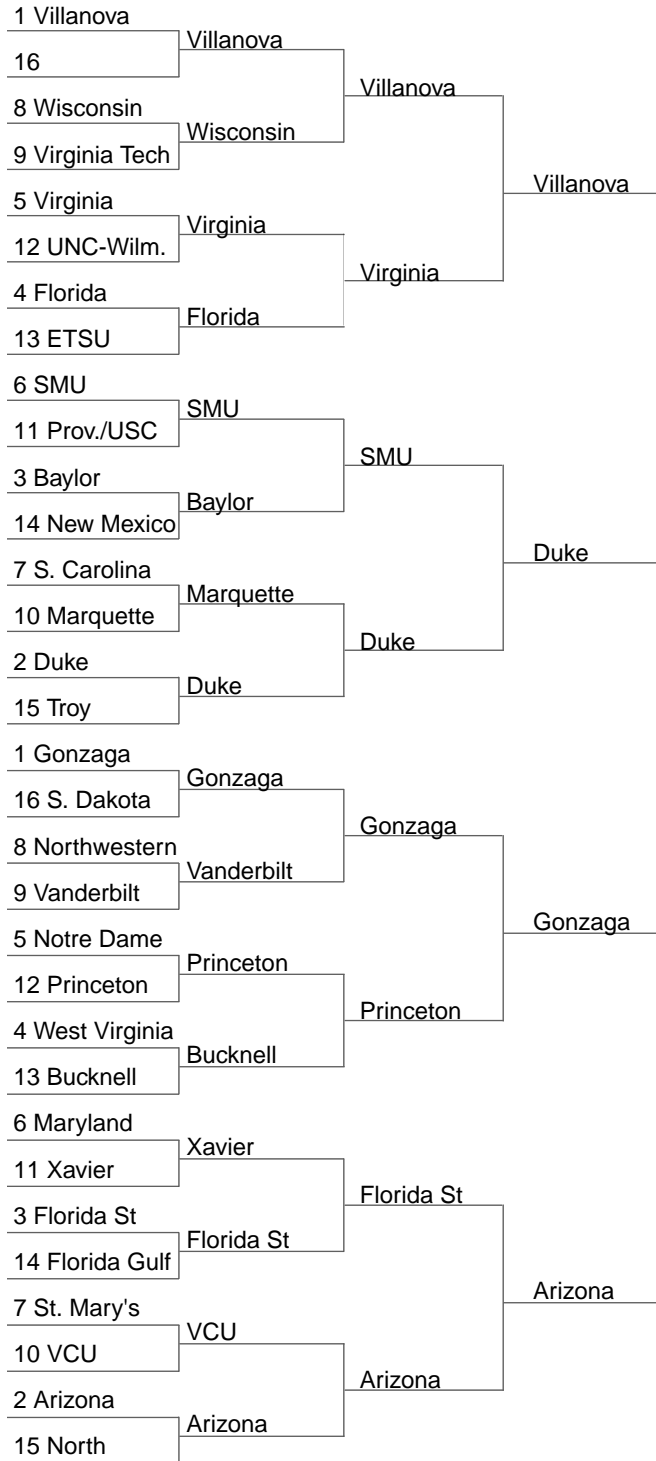 1 Villanova
Villanova
16
Villanova
8 Wisconsin
Wisconsin
9 Virginia Tech
Villanova
5 Virginia
Virginia
12 UNC-Wilm.
Virginia
4 Florida
Florida
13 ETSU
6 SMU
SMU
11 Prov./USC
SMU
3 Baylor
Baylor
14 New Mexico
Duke
7 S. Carolina
Marquette
10 Marquette
Duke
2 Duke
Duke
15 Troy
1 Gonzaga
Gonzaga
16 S. Dakota
Gonzaga
8 Northwestern
Vanderbilt
9 Vanderbilt
Gonzaga
5 Notre Dame
Princeton
12 Princeton
Princeton
4 West Virginia
Bucknell
13 Bucknell
6 Maryland
Xavier
11 Xavier
Florida St
3 Florida St
Florida St
14 Florida Gulf
Arizona
7 St. Mary's
VCU
10 VCU
Arizona
2 Arizona
Arizona
15 North